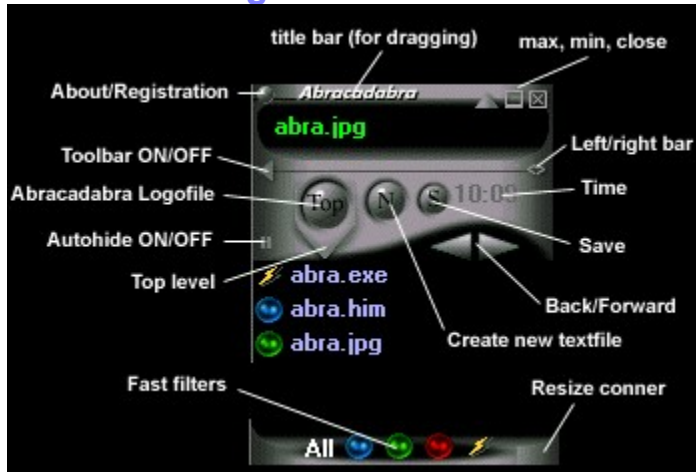 title bar (for dragging)
max, min, close
About/Registration
Abracadabra
abra.jpg
Toolbar ON/OFF
Left/right bar
Abracadabra Logofile
Top
N
S
10:09
Time
Autohide ON/OFF
Save
Top level
abra.exe
abra.him
Back/Forward
abra.jpg
Create new textfile
Fast filters
Resize conner
All